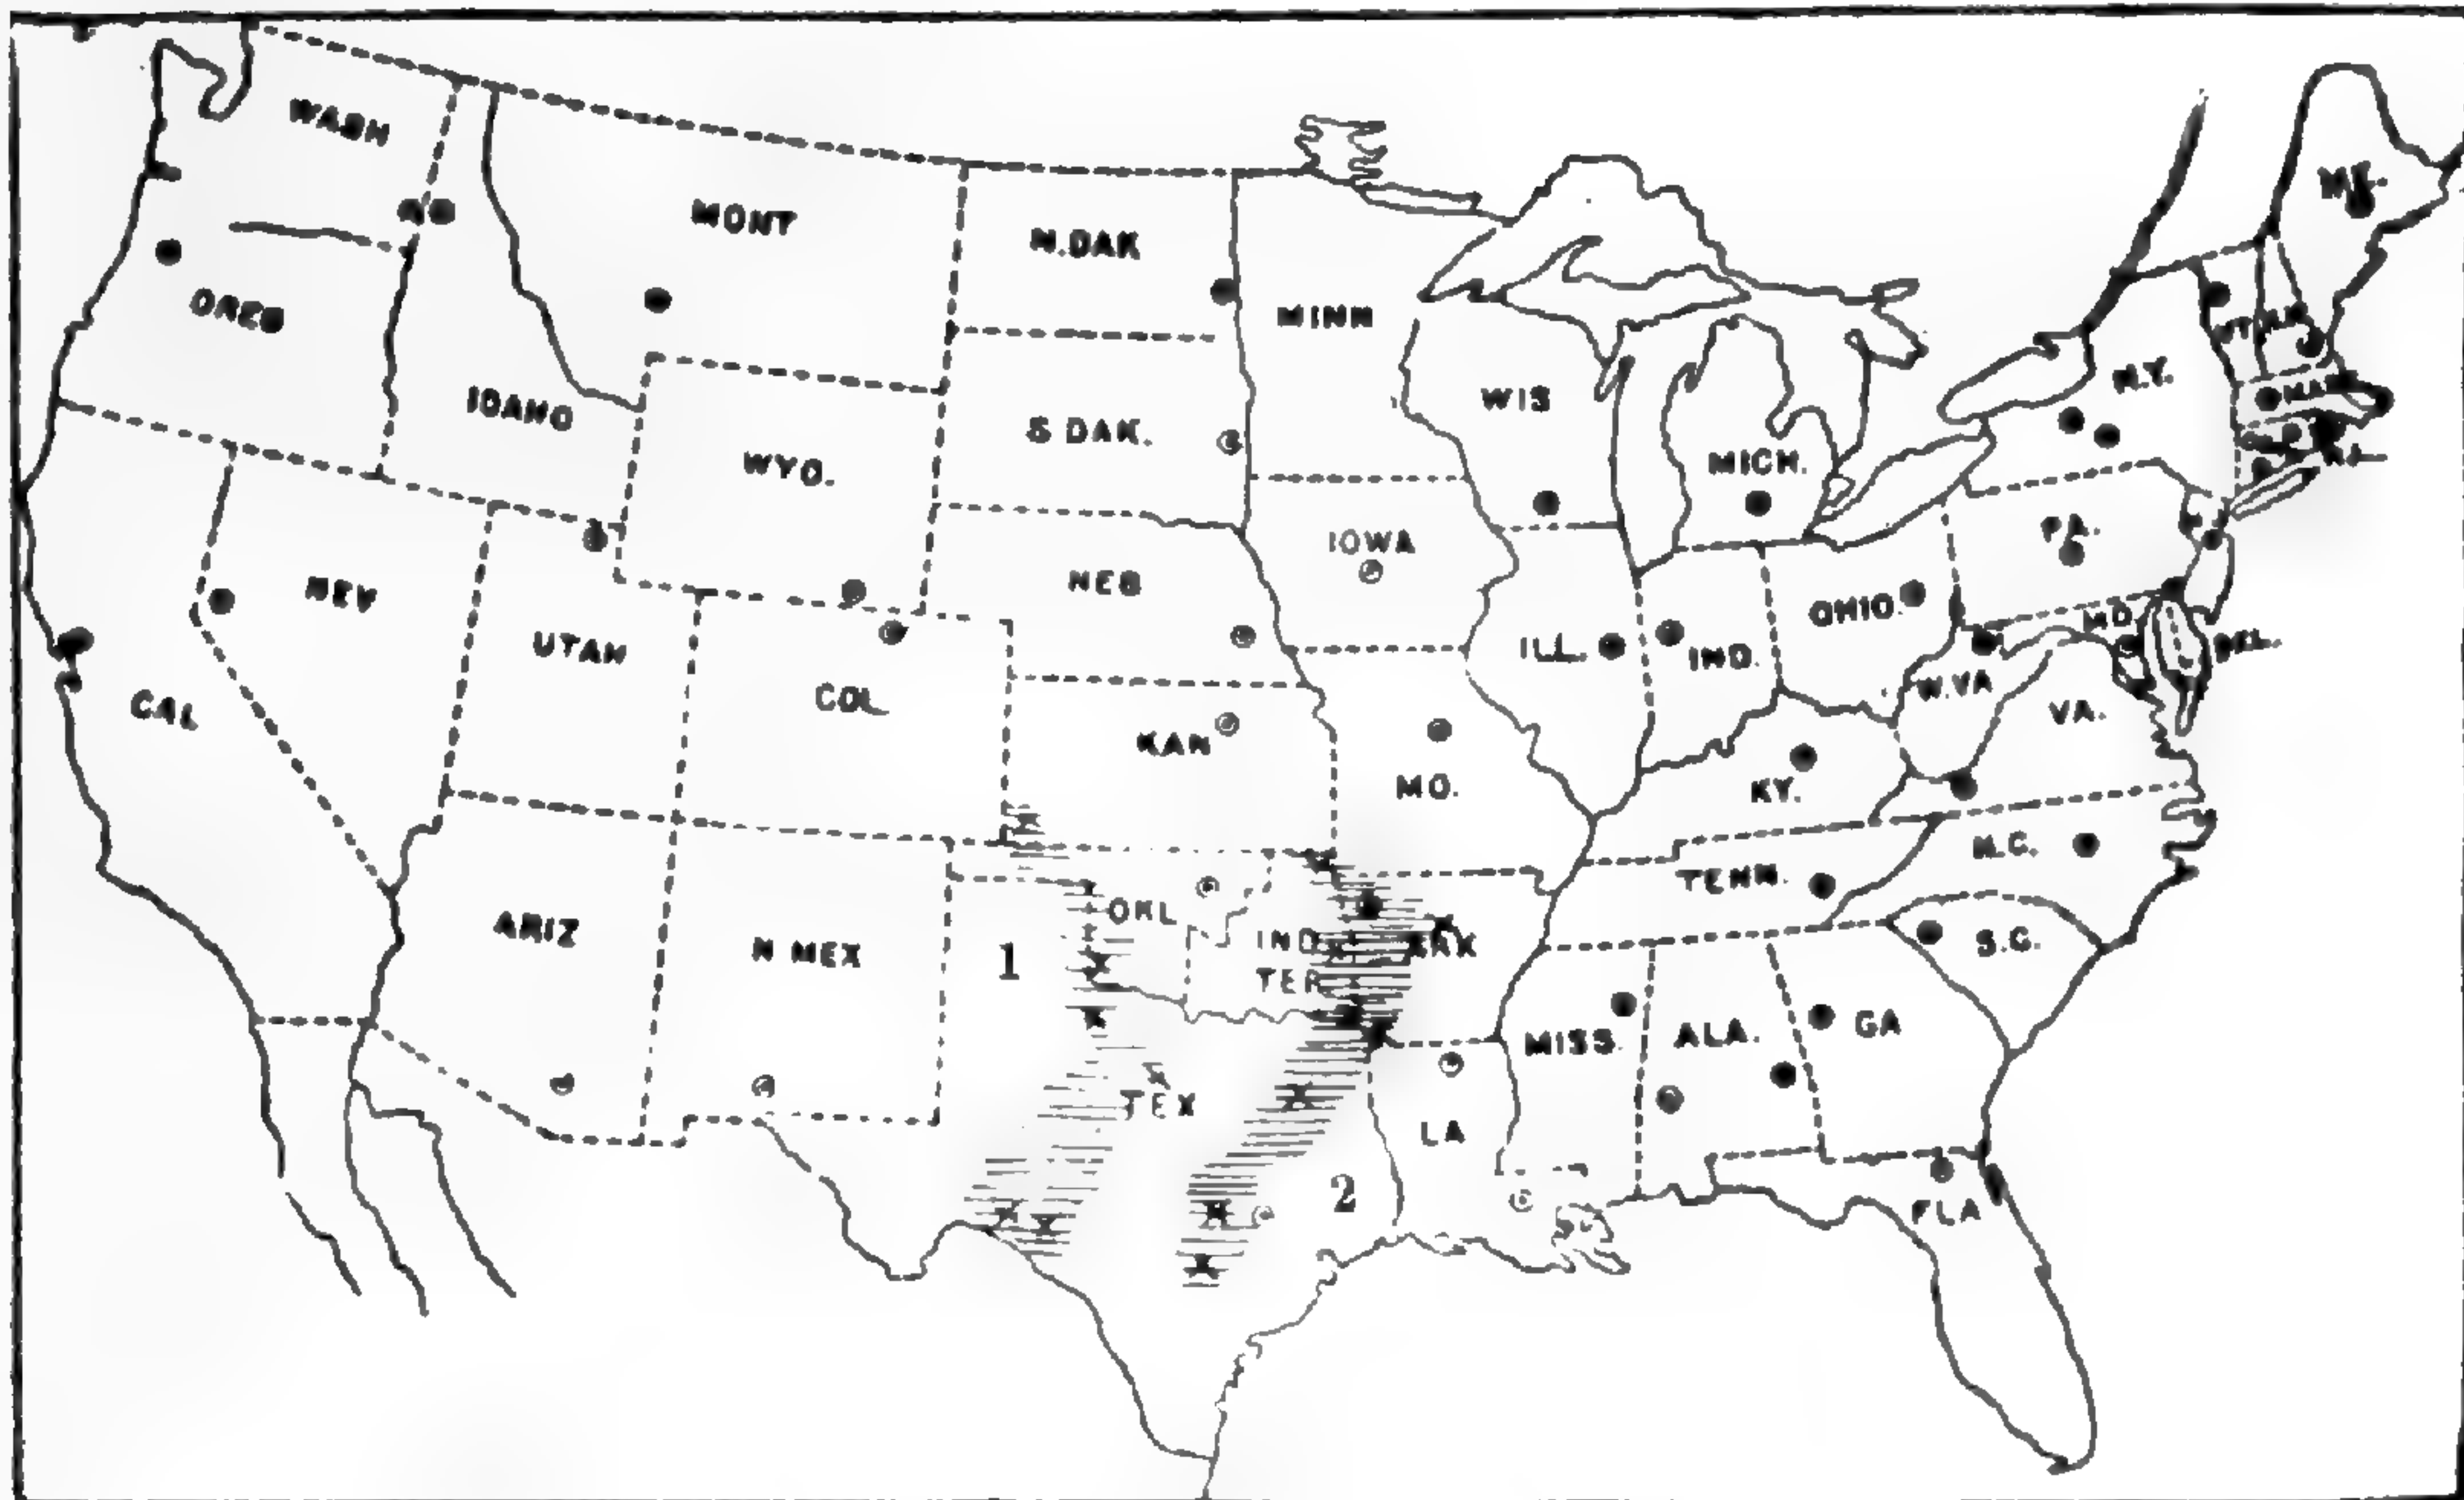 WASH
MONT
N.DAK
MINN
ME.
OREG
IDAHO
WYO.
S DAK.
WIS
MICH.
N.Y.
IOWA
PA.
NEV
NEB
UTAH
COL
ILL.
IND.
OHIO
MD.
DEL.
CAL
KAN
MO.
KY.
W.VA
VA.
TENN.
N.C.
ARIZ
N MEX
1
OKL
IND
TER
ARK
S.C.
MISS.
ALA.
GA
TEX
LA
2
FLA